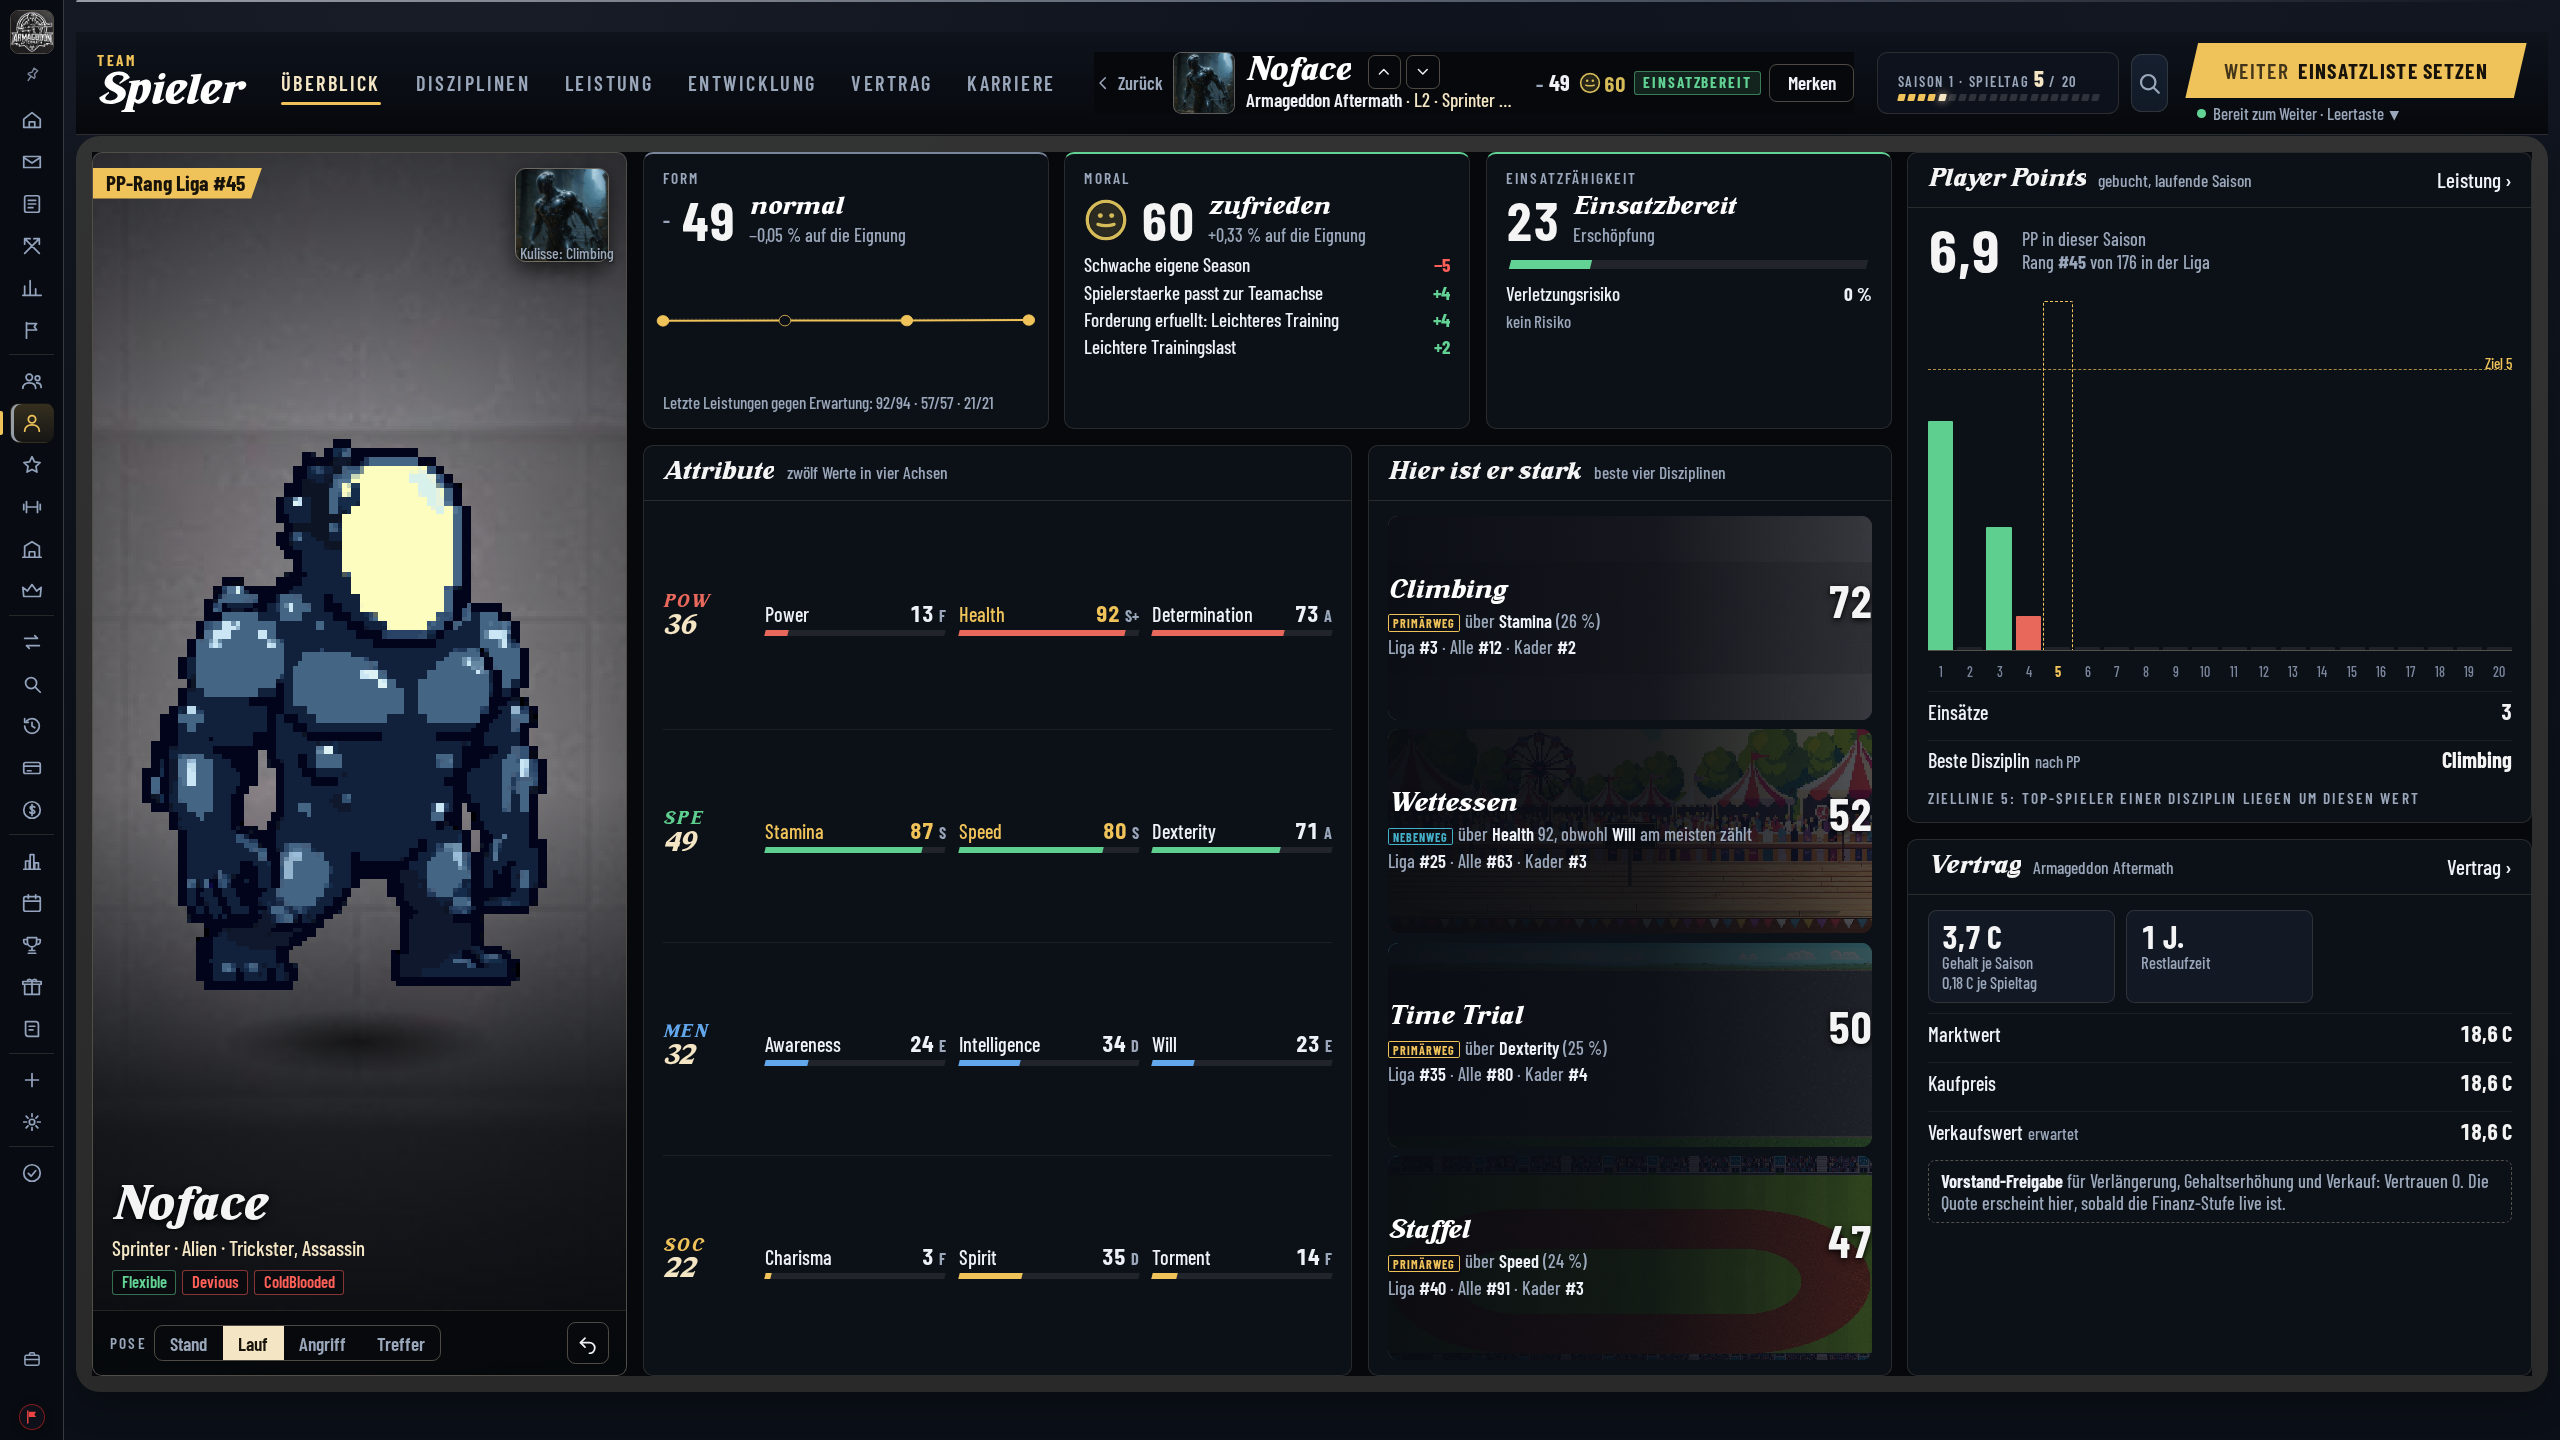 ARMAGEDDON
TEAM
Spieler
ÜBERBLICK
DISZIPLINEN
LEISTUNG
ENTWICKLUNG
VERTRAG
KARRIERE
Zurück
Noface
Armageddon Aftermath · L2 · Sprinter ...
- 49
60
EINSATZBEREIT
Merken
SAISON 1 · SPIELTAG 5 / 20
WEITER EINSATZLISTE SETZEN
Bereit zum Weiter · Leertaste ▼
PP-Rang Liga #45
Kulisse: Climbing
Noface
Sprinter · Alien · Trickster, Assassin
Flexible
Devious
ColdBlooded
POSE
Stand
Lauf
Angriff
Treffer
FORM
- 49 normal
−0,05 % auf die Eignung
Letzte Leistungen gegen Erwartung: 92/94 · 57/57 · 21/21
MORAL
60 zufrieden
+0,33 % auf die Eignung
Schwache eigene Season −5
Spielerstaerke passt zur Teamachse +4
Forderung erfuellt: Leichteres Training +4
Leichtere Trainingslast +2
EINSATZFÄHIGKEIT
23 Einsatzbereit
Erschöpfung
Verletzungsrisiko 0 %
kein Risiko
Attribute zwölf Werte in vier Achsen
POW
36
Power 13 F
Health 92 S+
Determination 73 A
SPE
49
Stamina 87 S
Speed 80 S
Dexterity 71 A
MEN
32
Awareness 24 E
Intelligence 34 D
Will 23 E
SOC
22
Charisma 3 F
Spirit 35 D
Torment 14 F
Hier ist er stark beste vier Disziplinen
Climbing
72
PRIMÄRWEG über Stamina (26 %)
Liga #3 · Alle #12 · Kader #2
Wettessen
52
NEBENWEG über Health 92, obwohl Will am meisten zählt
Liga #25 · Alle #63 · Kader #3
Time Trial
50
PRIMÄRWEG über Dexterity (25 %)
Liga #35 · Alle #80 · Kader #4
Staffel
47
PRIMÄRWEG über Speed (24 %)
Liga #40 · Alle #91 · Kader #3
Player Points gebucht, laufende Saison
Leistung ›
6,9
PP in dieser Saison
Rang #45 von 176 in der Liga
Ziel 5
1 2 3 4 5 6 7 8 9 10 11 12 13 14 15 16 17 18 19 20
Einsätze 3
Beste Disziplin nach PP Climbing
ZIELLINIE 5: TOP-SPIELER EINER DISZIPLIN LIEGEN UM DIESEN WERT
Vertrag Armageddon Aftermath
Vertrag ›
3,7 C
Gehalt je Saison
0,18 C je Spieltag
1 J.
Restlaufzeit
Marktwert 18,6 C
Kaufpreis 18,6 C
Verkaufswert erwartet 18,6 C
Vorstand-Freigabe für Verlängerung, Gehaltserhöhung und Verkauf: Vertrauen 0. Die
Quote erscheint hier, sobald die Finanz-Stufe live ist.